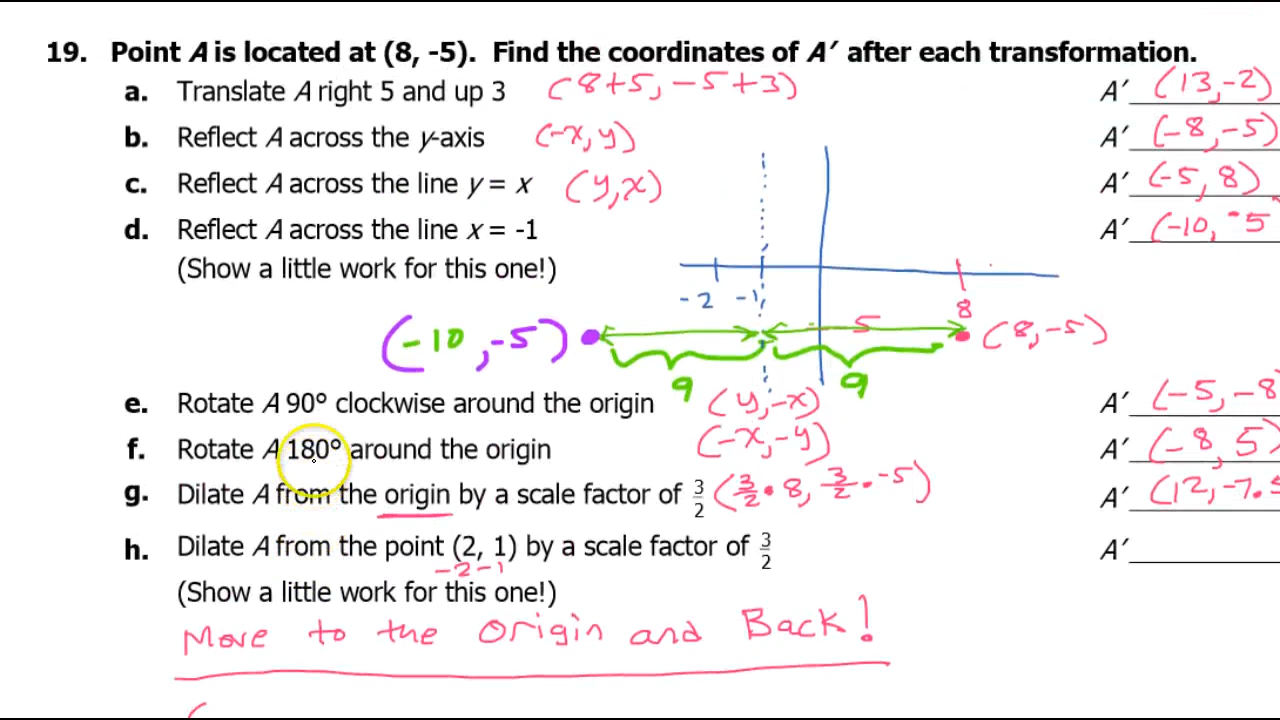 19. Point A is located at (8, -5). Find the coordinates of A′ after each transformation.
a. Translate A right 5 and up 3 (8+5, -5+3) A′ (13,-2)
b. Reflect A across the y-axis (-x, y) A′ (-8,-5)
c. Reflect A across the line y = x (y,x) A′ (-5, 8)
d. Reflect A across the line x = -1 A′ (-10, -5
(Show a little work for this one!)
-2 -1 8
(-10,-5) 5 (8,-5)
9 9
e. Rotate A 90° clockwise around the origin (y,-x) A′ (-5,-8)
f. Rotate A 180° around the origin (-x,-y) A′ (-8,5)
g. Dilate A from the origin by a scale factor of 3/2 (3/2 • 8, 3/2 • -5) A′ (12,-7.5
h. Dilate A from the point (2, 1) by a scale factor of 3/2 A′
-2 -1
(Show a little work for this one!)
Move to the Origin and Back!
(